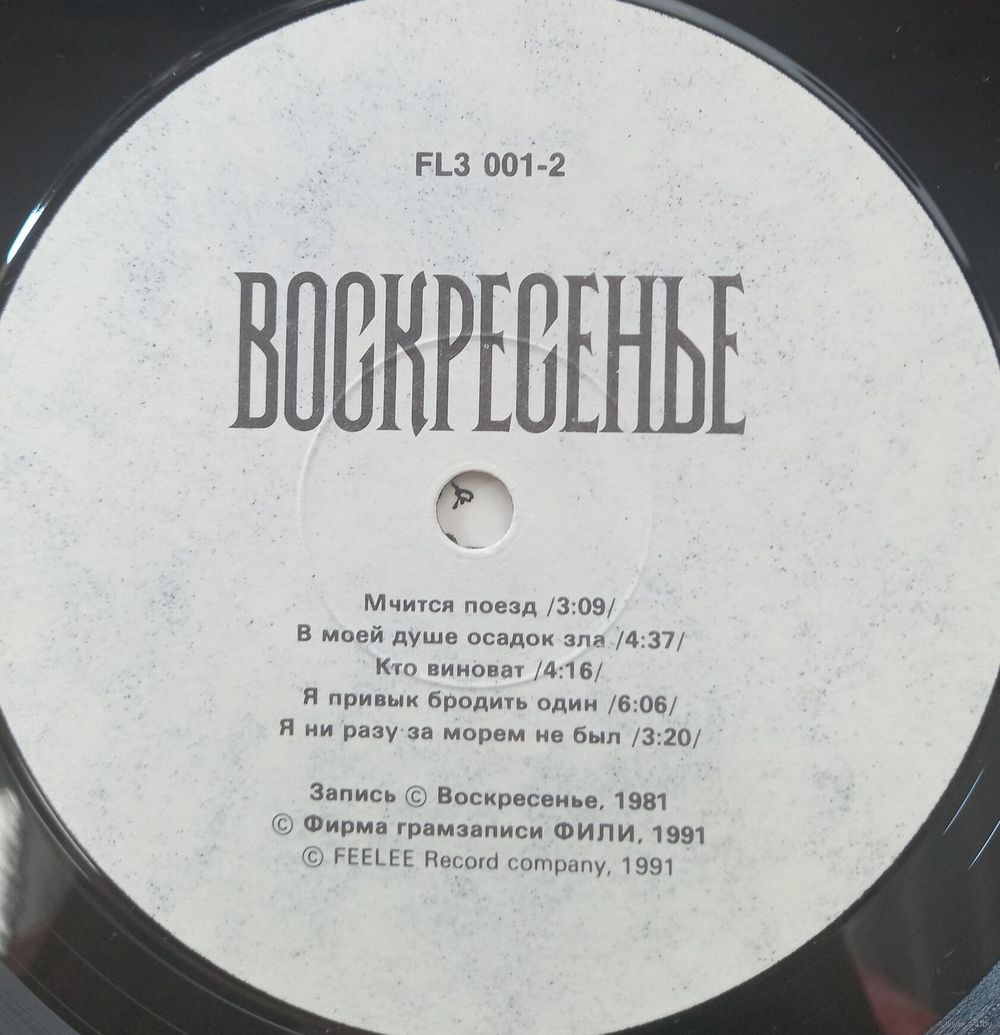 FL3 001-2
ВОСКРЕСЕНЬЕ
Мчится поезд /3:09/
В моей душе осадок зла /4:37/
Кто виноват /4:16/
Я привык бродить один /6:06/
Я ни разу за морем не был /3:20/
Запись © Воскресенье, 1981
© Фирма грамзаписи ФИЛИ, 1991
© FEELEE Record company, 1991